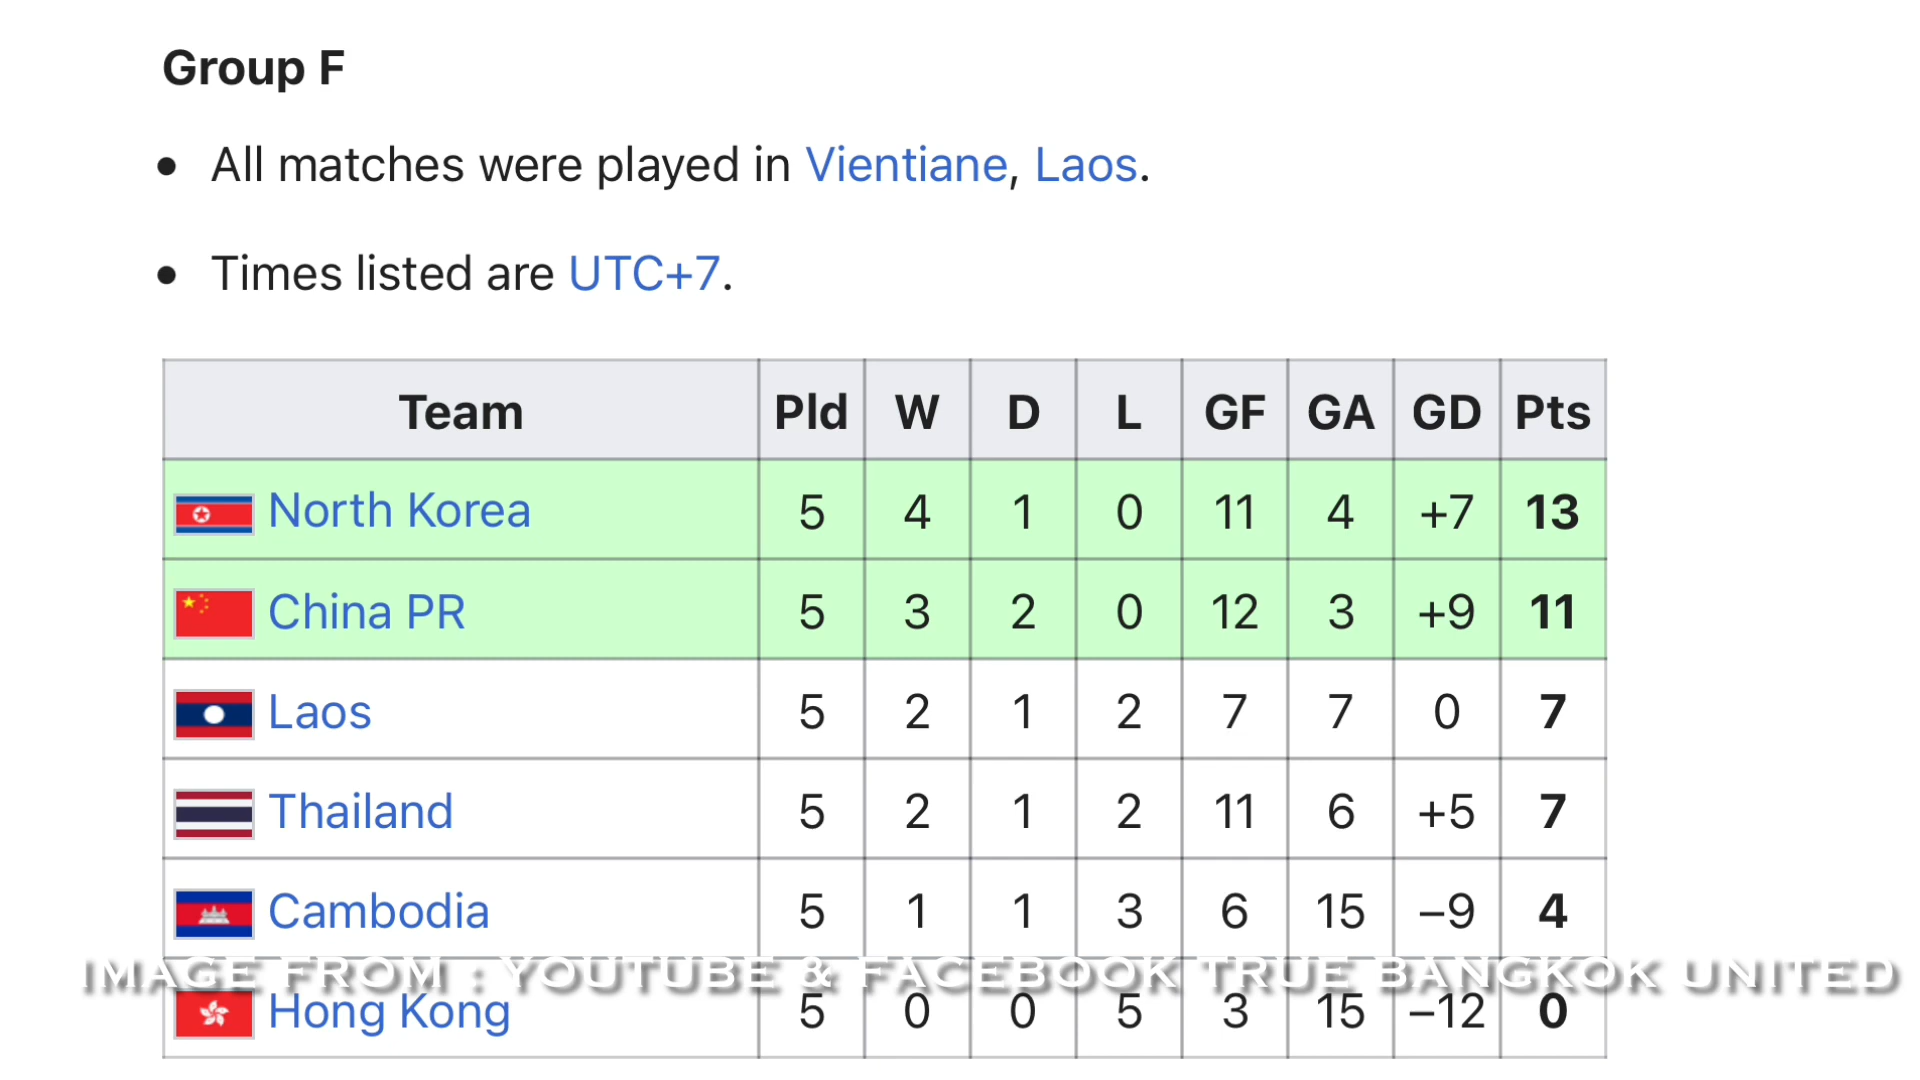 Group F
• All matches were played in Vientiane, Laos.
• Times listed are UTC+7.
Team Pld W D L GF GA GD Pts
North Korea 5 4 1 0 11 4 +7 13
China PR 5 3 2 0 12 3 +9 11
Laos 5 2 1 2 7 7 0 7
Thailand 5 2 1 2 11 6 +5 7
Cambodia 5 1 1 3 6 15 –9 4
IMAGE FROM : YOUTUBE & FACEBOOK TRUE BANGKOK UNITED
Hong Kong 5 0 0 5 3 15 –12 0